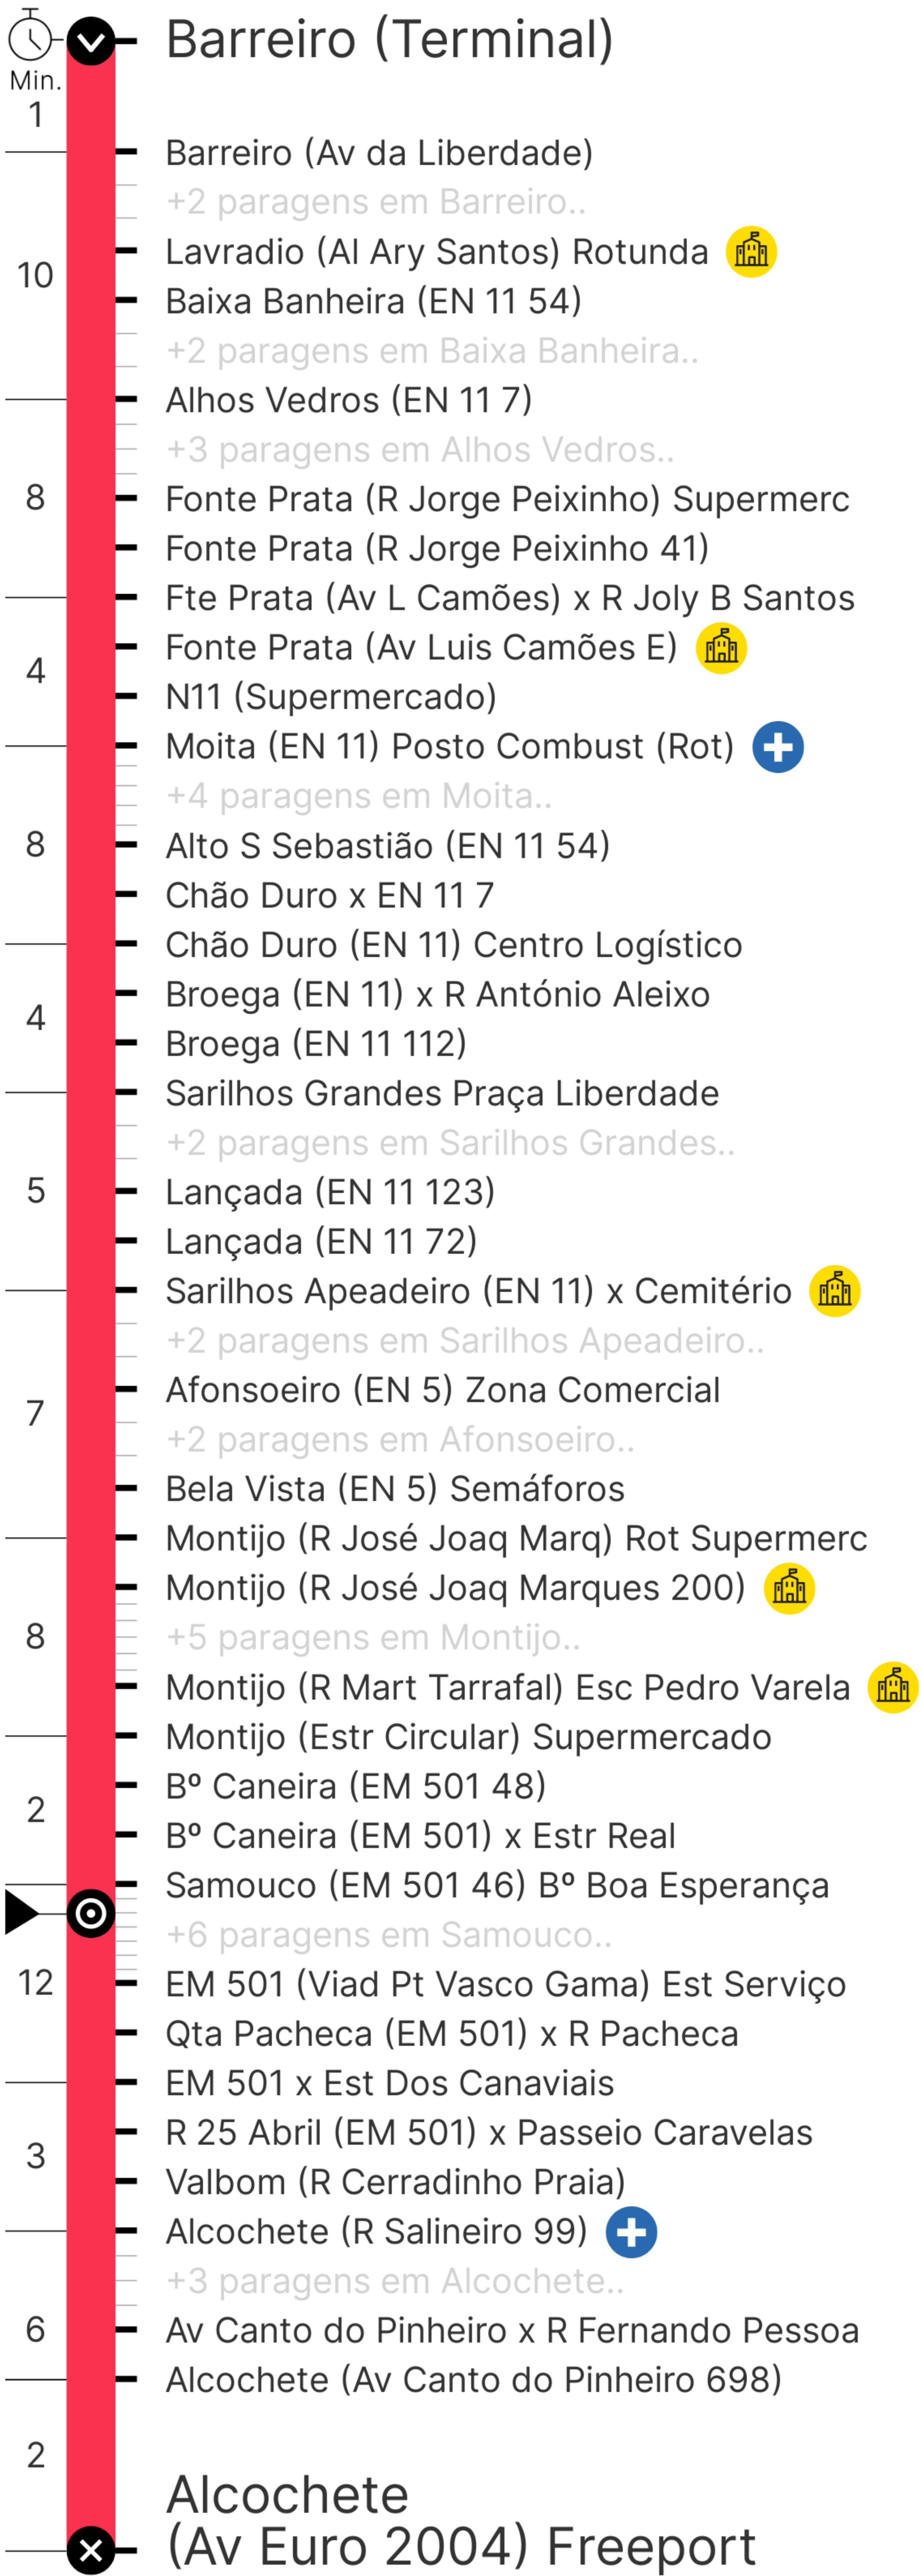 Barreiro (Terminal)
Min.
1
Barreiro (Av da Liberdade)
+2 paragens em Barreiro..
Lavradio (Al Ary Santos) Rotunda
10
Baixa Banheira (EN 11 54)
+2 paragens em Baixa Banheira..
Alhos Vedros (EN 11 7)
+3 paragens em Alhos Vedros..
8
Fonte Prata (R Jorge Peixinho) Supermerc
Fonte Prata (R Jorge Peixinho 41)
Fte Prata (Av L Camões) x R Joly B Santos
Fonte Prata (Av Luis Camões E)
4
N11 (Supermercado)
Moita (EN 11) Posto Combust (Rot)
+4 paragens em Moita..
8
Alto S Sebastião (EN 11 54)
Chão Duro x EN 11 7
Chão Duro (EN 11) Centro Logístico
Broega (EN 11) x R António Aleixo
4
Broega (EN 11 112)
Sarilhos Grandes Praça Liberdade
+2 paragens em Sarilhos Grandes..
5
Lançada (EN 11 123)
Lançada (EN 11 72)
Sarilhos Apeadeiro (EN 11) x Cemitério
+2 paragens em Sarilhos Apeadeiro..
Afonsoeiro (EN 5) Zona Comercial
7
+2 paragens em Afonsoeiro..
Bela Vista (EN 5) Semáforos
Montijo (R José Joaq Marq) Rot Supermerc
Montijo (R José Joaq Marques 200)
8
+5 paragens em Montijo..
Montijo (R Mart Tarrafal) Esc Pedro Varela
Montijo (Estr Circular) Supermercado
Bº Caneira (EM 501 48)
2
Bº Caneira (EM 501) x Estr Real
Samouco (EM 501 46) Bº Boa Esperança
+6 paragens em Samouco..
12
EM 501 (Viad Pt Vasco Gama) Est Serviço
Qta Pacheca (EM 501) x R Pacheca
EM 501 x Est Dos Canaviais
R 25 Abril (EM 501) x Passeio Caravelas
3
Valbom (R Cerradinho Praia)
Alcochete (R Salineiro 99)
+3 paragens em Alcochete..
6
Av Canto do Pinheiro x R Fernando Pessoa
Alcochete (Av Canto do Pinheiro 698)
2
Alcochete
(Av Euro 2004) Freeport